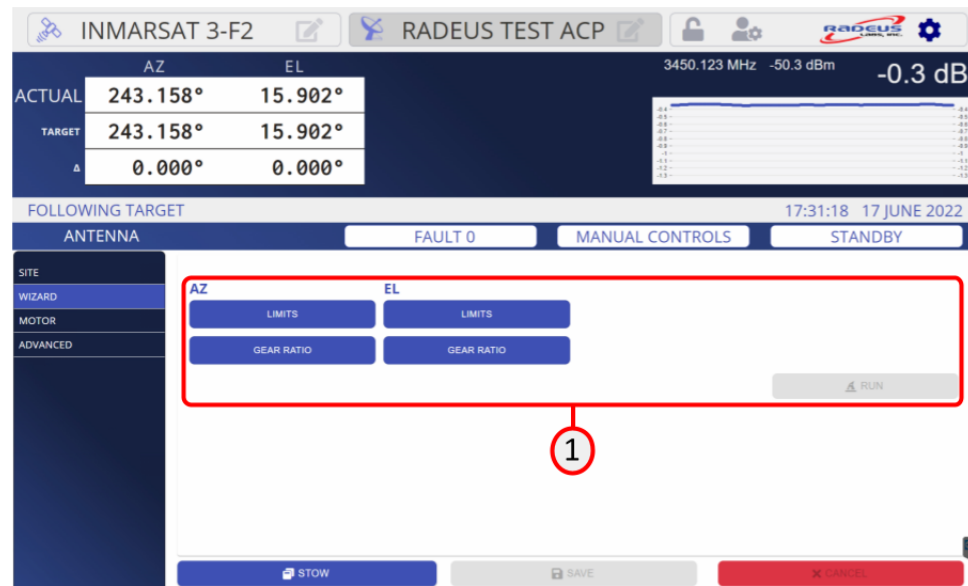 INMARSAT 3-F2 RADEUS TEST ACP RADEUS LABS, INC.
AZ EL 3450.123 MHz -50.3 dBm -0.3 dB
ACTUAL 243.158° 15.902°
TARGET 243.158° 15.902°
Δ 0.000° 0.000°
FOLLOWING TARGET 17:31:18 17 JUNE 2022
ANTENNA FAULT 0 MANUAL CONTROLS STANDBY
SITE
WIZARD
MOTOR
ADVANCED
AZ EL
LIMITS LIMITS
GEAR RATIO GEAR RATIO
RUN
1
STOW SAVE CANCEL